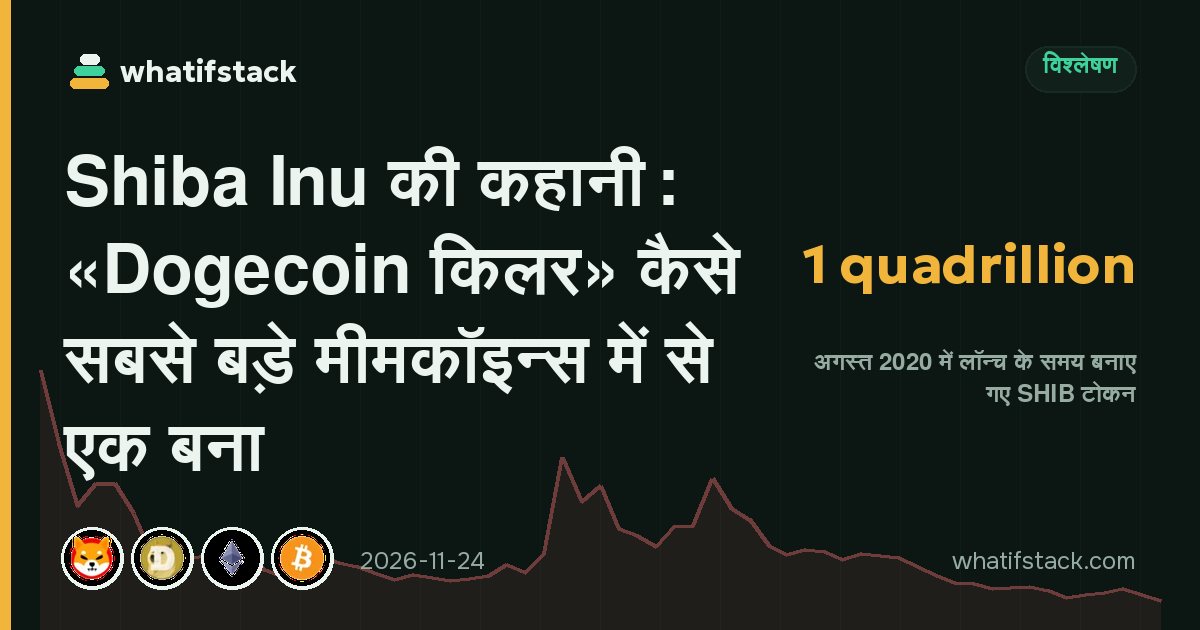 whatifstack
विश्लेषण
Shiba Inu की कहानी :
«Dogecoin किलर» कैसे
सबसे बड़े मीमकॉइन्स में से
एक बना
1 quadrillion
अगस्त 2020 में लॉन्च के समय बनाए
गए SHIB टोकन
2026-11-24
whatifstack.com